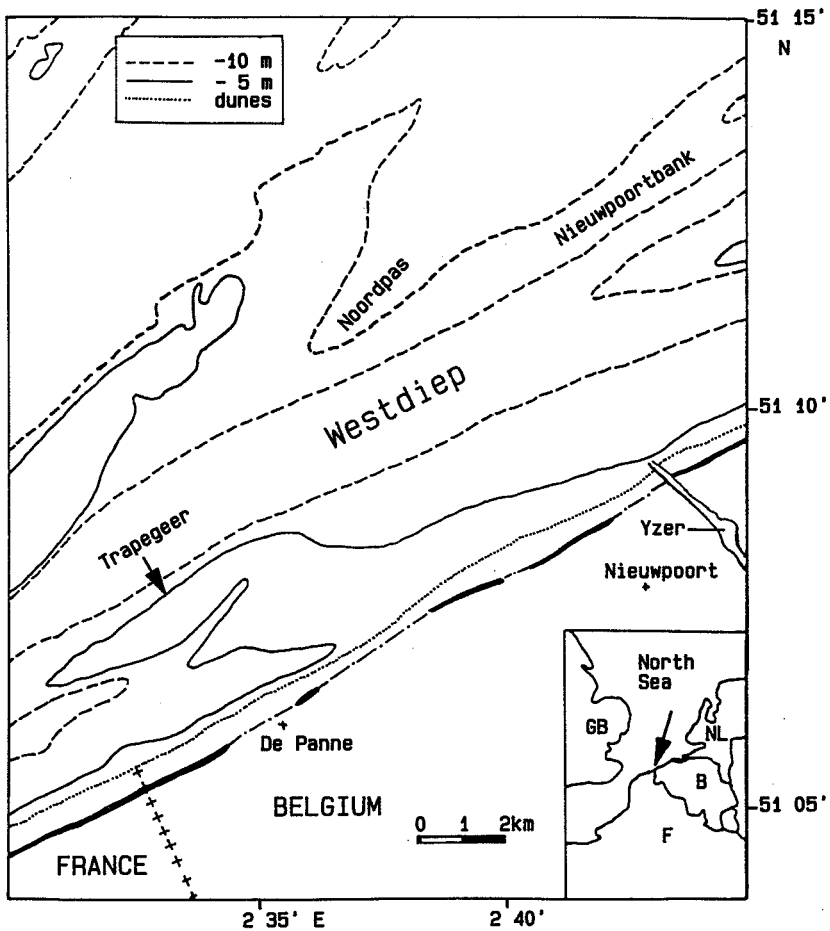 51 15'
N
-10 m
- 5 m
dunes
Nieuwpoortbank
Noordpas
Westdiep
51 10'
Trapegeer
Yzer
Nieuwpoort
North
Sea
GB
NL
De Panne
B
BELGIUM
51 05'
0 1 2km
F
FRANCE
2 35' E
2 40'